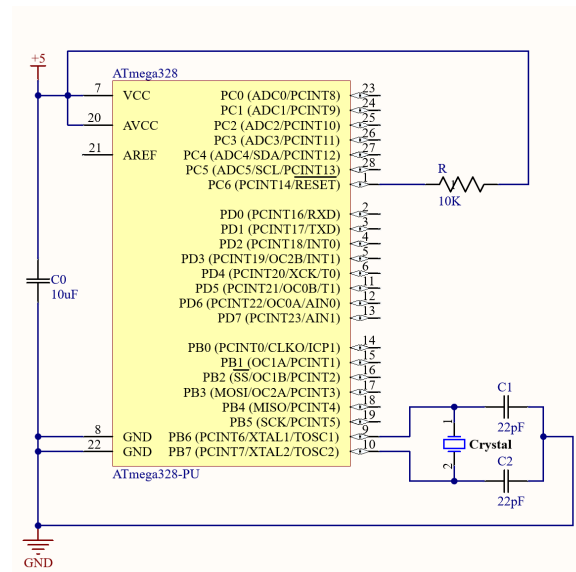 +5
ATmega328
7 VCC PC0 (ADC0/PCINT8) 23
PC1 (ADC1/PCINT9) 24
20 AVCC PC2 (ADC2/PCINT10) 25
PC3 (ADC3/PCINT11) 26
21 AREF PC4 (ADC4/SDA/PCINT12) 27
PC5 (ADC5/SCL/PCINT13) 28
PC6 (PCINT14/RESET) 1
R
10K
PD0 (PCINT16/RXD) 2
PD1 (PCINT17/TXD) 3
PD2 (PCINT18/INT0) 4
PD3 (PCINT19/OC2B/INT1) 5
PD4 (PCINT20/XCK/T0) 6
PD5 (PCINT21/OC0B/T1) 11
PD6 (PCINT22/OC0A/AIN0) 12
PD7 (PCINT23/AIN1) 13
C0
10uF
PB0 (PCINT0/CLKO/ICP1) 14
PB1 (OC1A/PCINT1) 15
PB2 (SS/OC1B/PCINT2) 16
PB3 (MOSI/OC2A/PCINT3) 17
PB4 (MISO/PCINT4) 18
PB5 (SCK/PCINT5) 19
8 GND PB6 (PCINT6/XTAL1/TOSC1) 9
22 GND PB7 (PCINT7/XTAL2/TOSC2) 10
ATmega328-PU
C1
22pF
1
Crystal
2
C2
22pF
GND